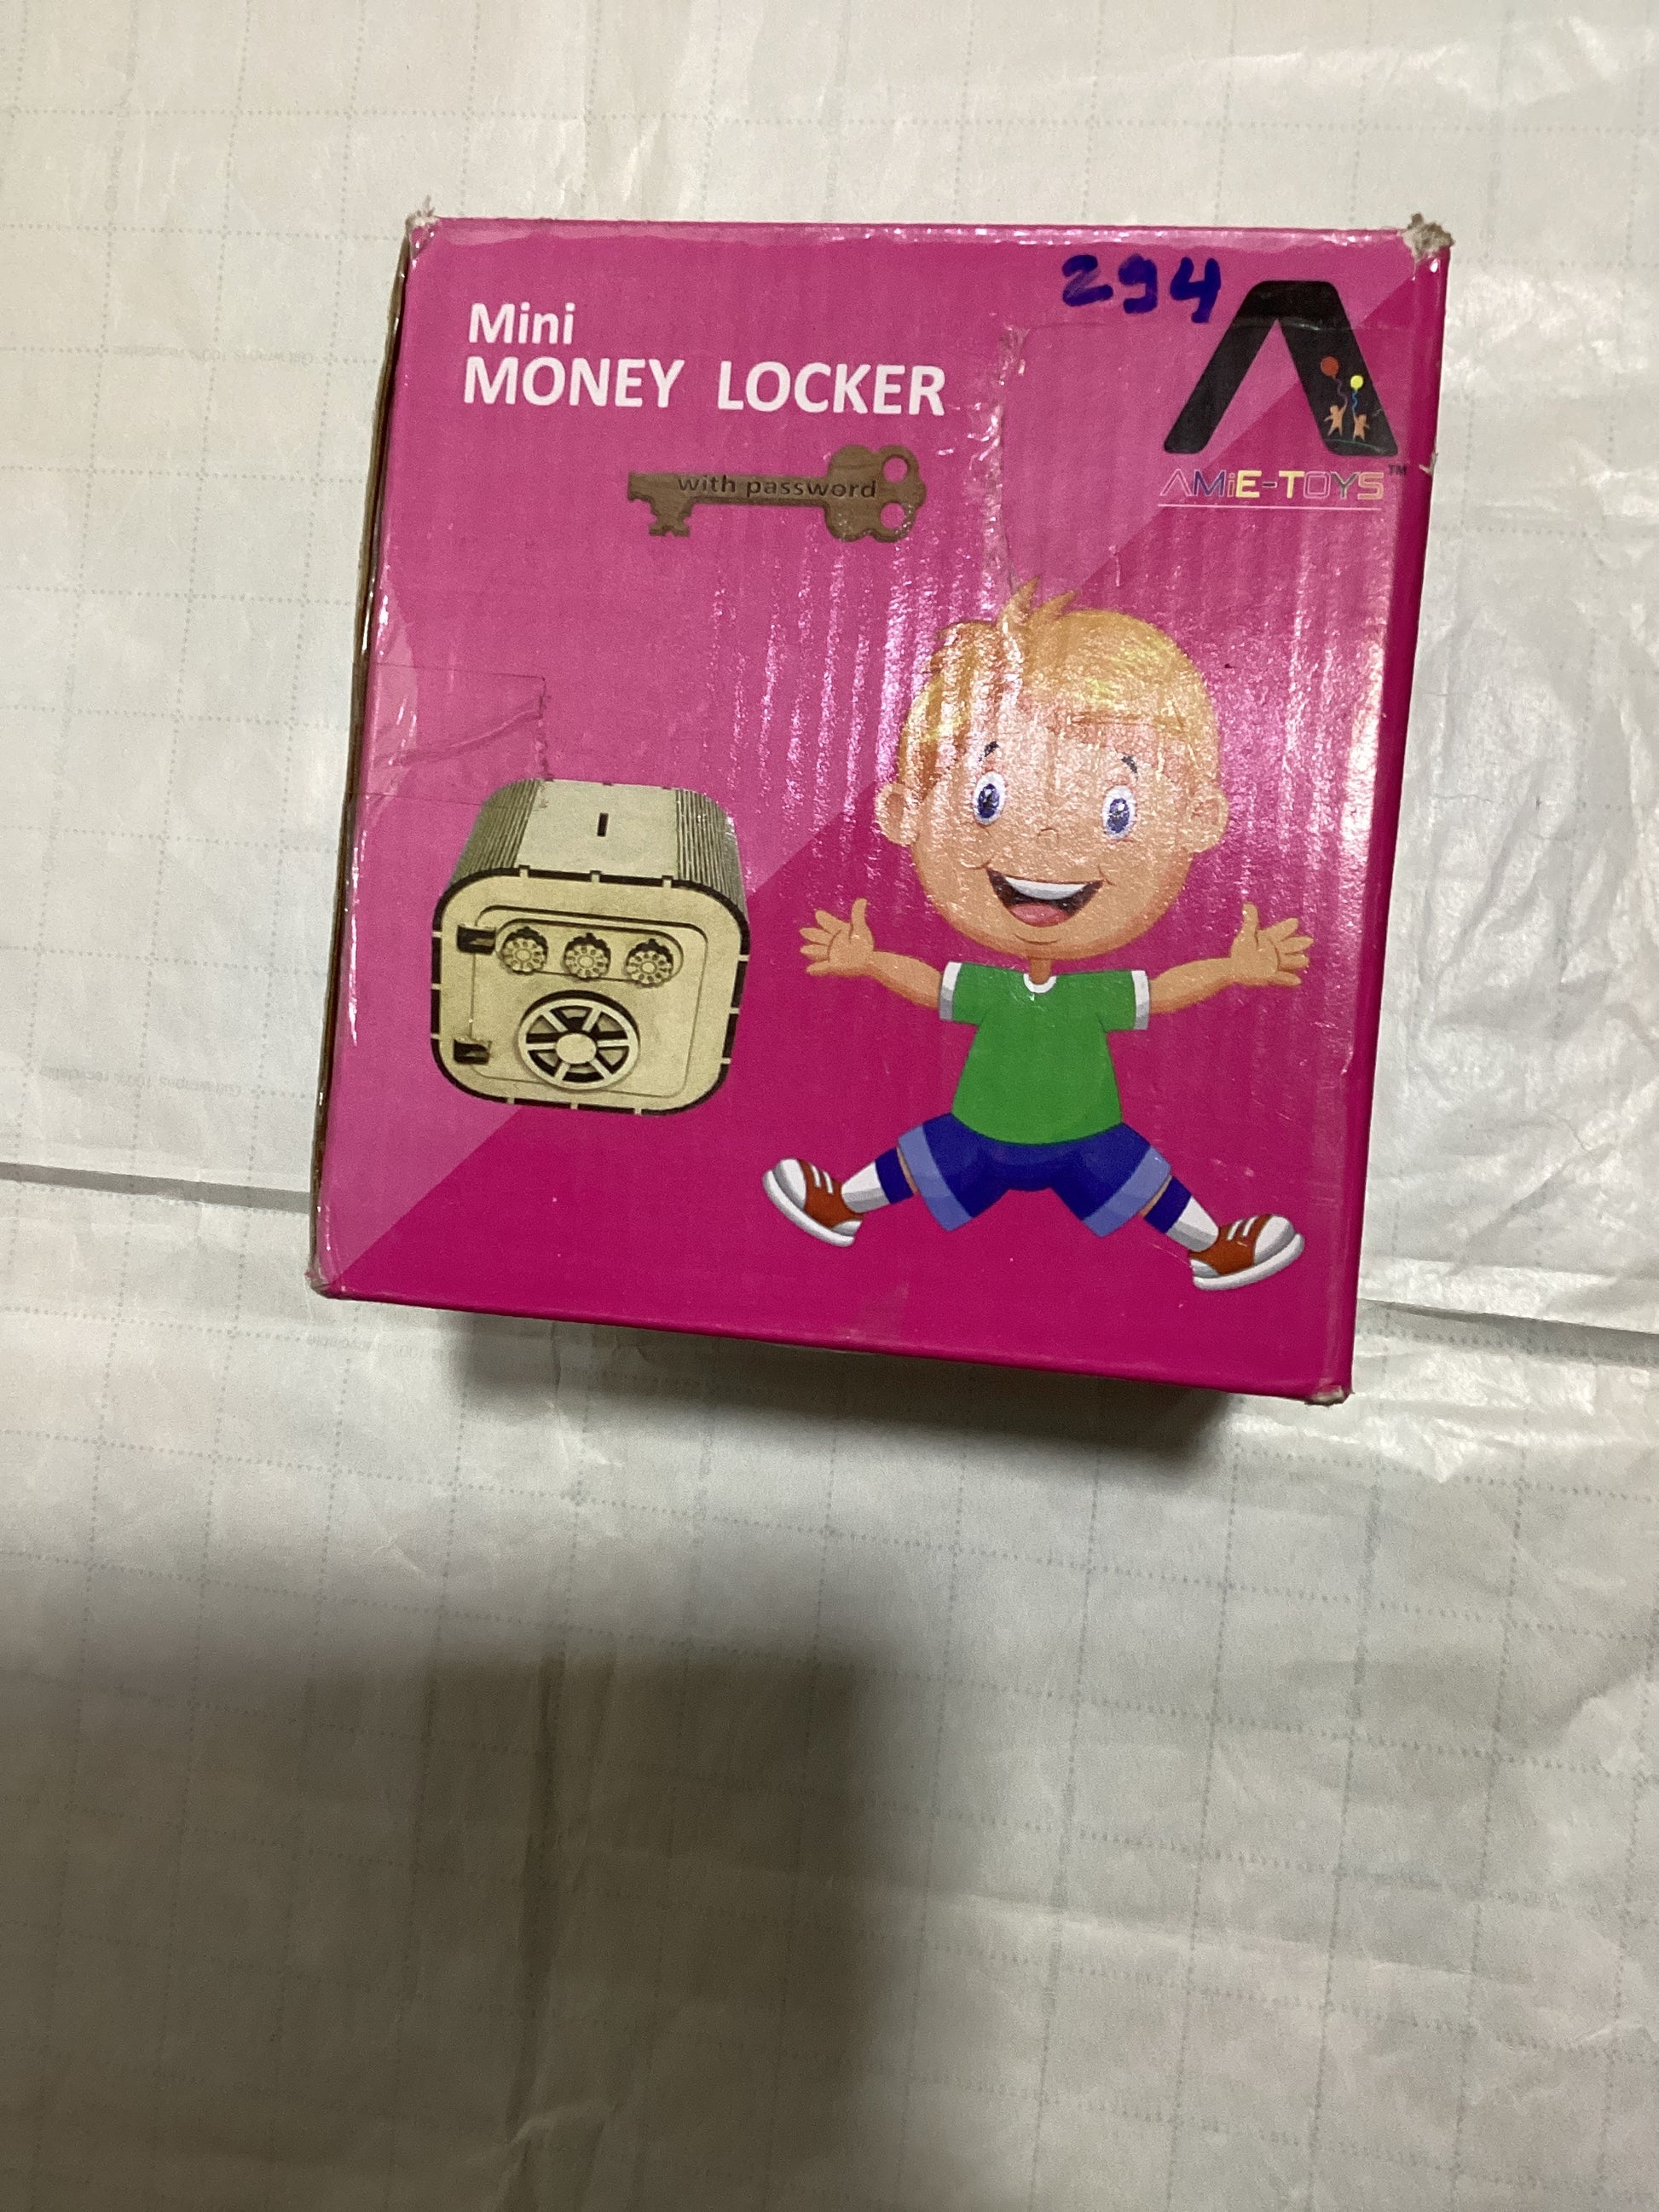 294
Mini
MONEY LOCKER
with password
AMiE-TOYS™